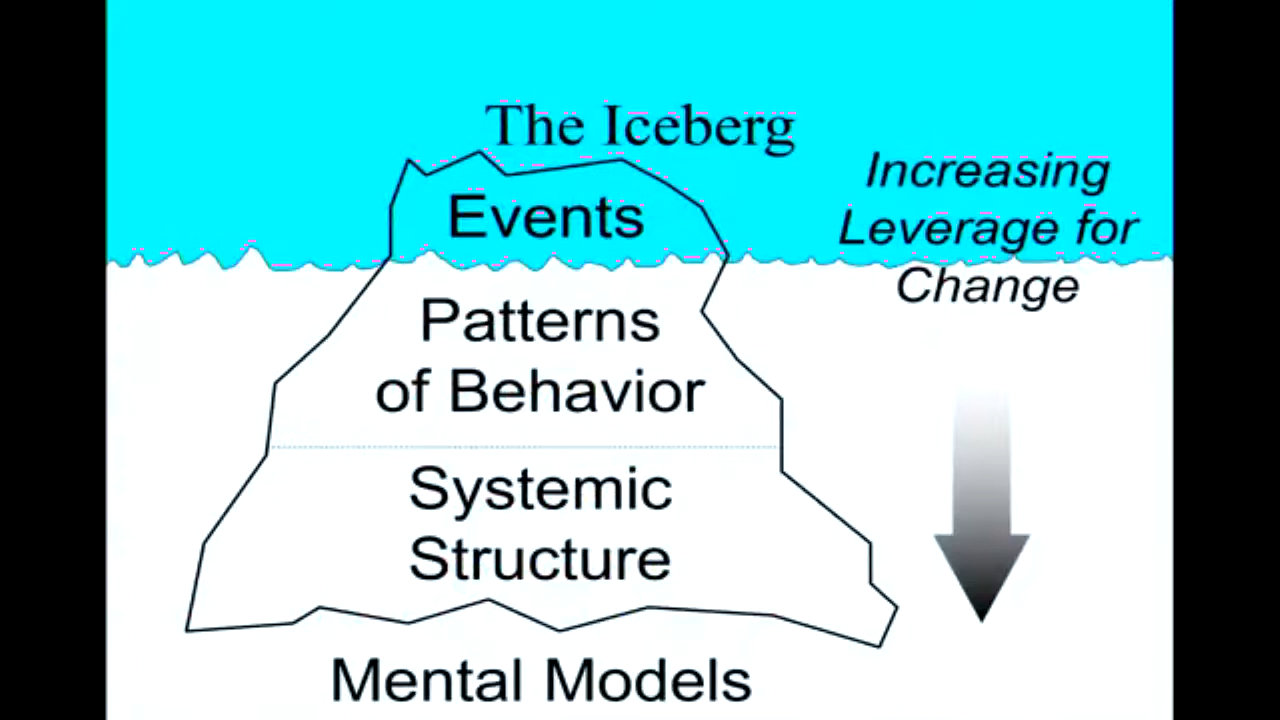 The Iceberg
Events
Patterns
of Behavior
Systemic
Structure
Mental Models
Increasing
Leverage for
Change